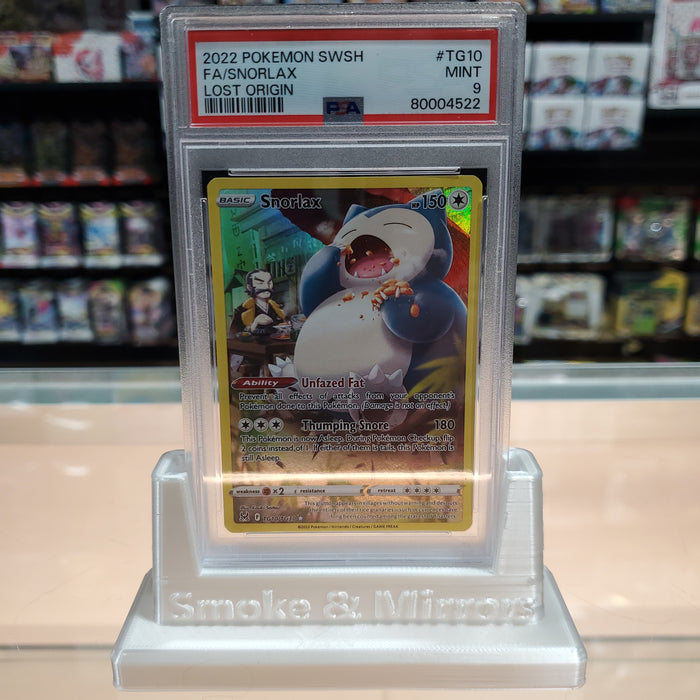 2022 POKEMON SWSH #TG10
FA/SNORLAX MINT
LOST ORIGIN 9
PSA 80004522
BASIC Snorlax HP150
Ability Unfazed Fat
Prevent all effects of attacks from your opponent's
Pokémon done to this Pokémon. (Damage is not an effect.)
Thumping Snore 180
This Pokémon is now Asleep. During Pokémon Checkup, flip
2 coins instead of 1. If either of them is tails, this Pokémon is
still Asleep.
weakness ×2 resistance retreat
©2022 Pokémon / Nintendo / Creatures / GAME FREAK
Smoke & Mirrors